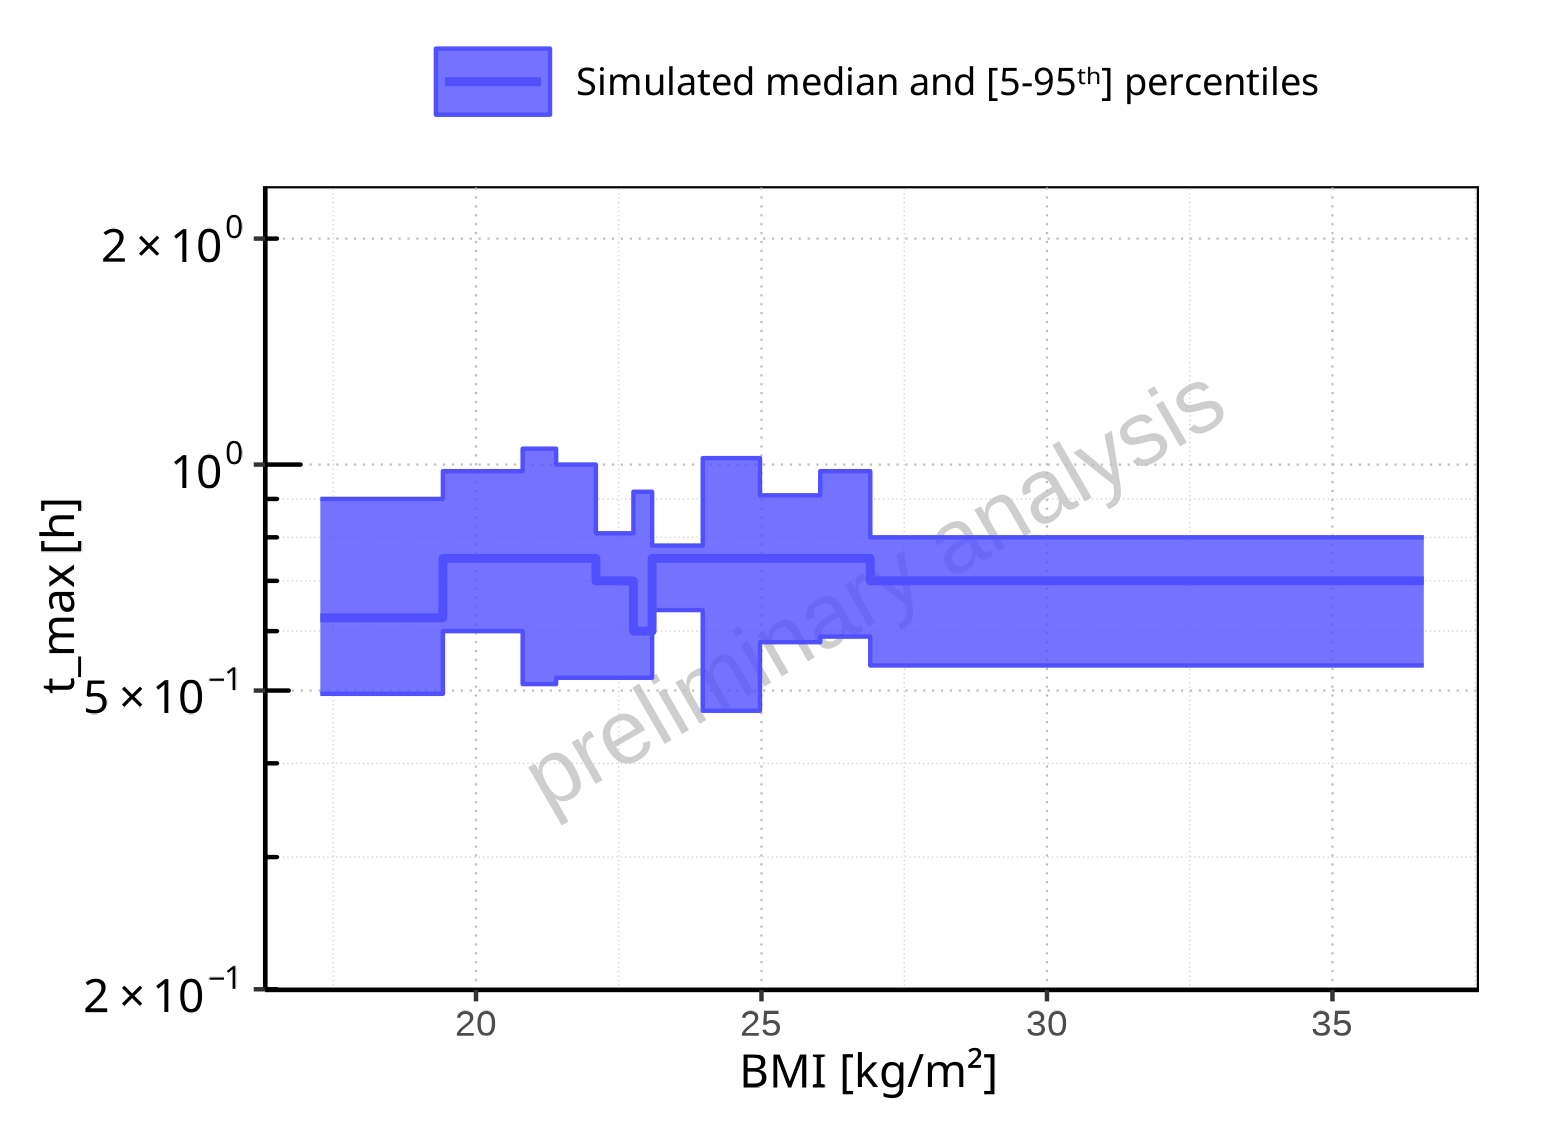 Simulated median and [5-95ᵗʰ] percentiles
2 × 10⁰
10⁰
5 × 10⁻¹
2 × 10⁻¹
t_max [h]
preliminary analysis
20 25 30 35
BMI [kg/m²]